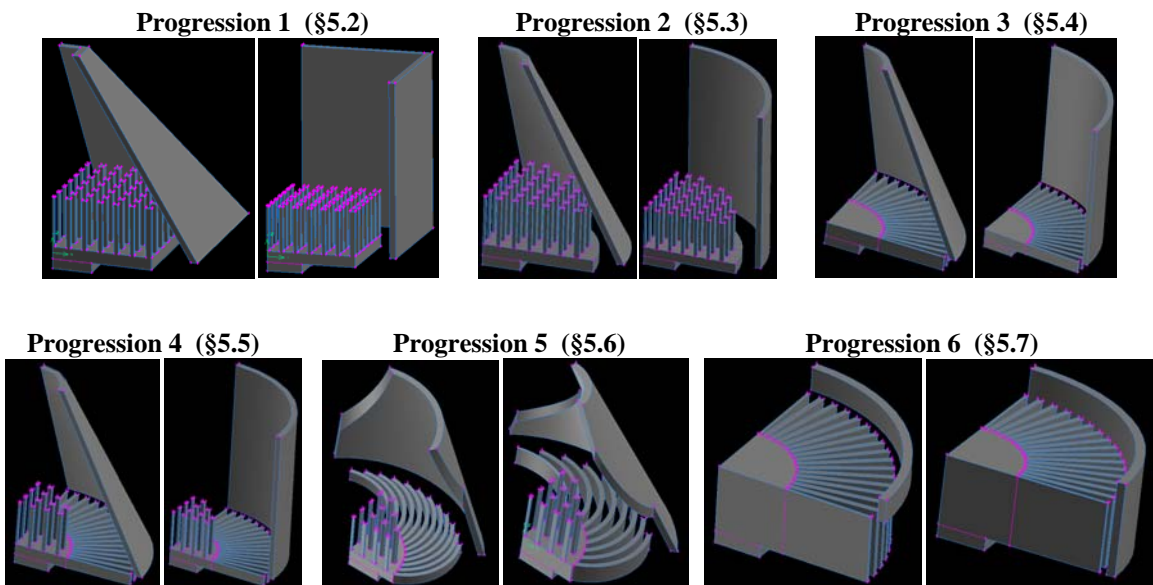 Progression 1 (§5.2)
Progression 2 (§5.3)
Progression 3 (§5.4)
Progression 4 (§5.5)
Progression 5 (§5.6)
Progression 6 (§5.7)